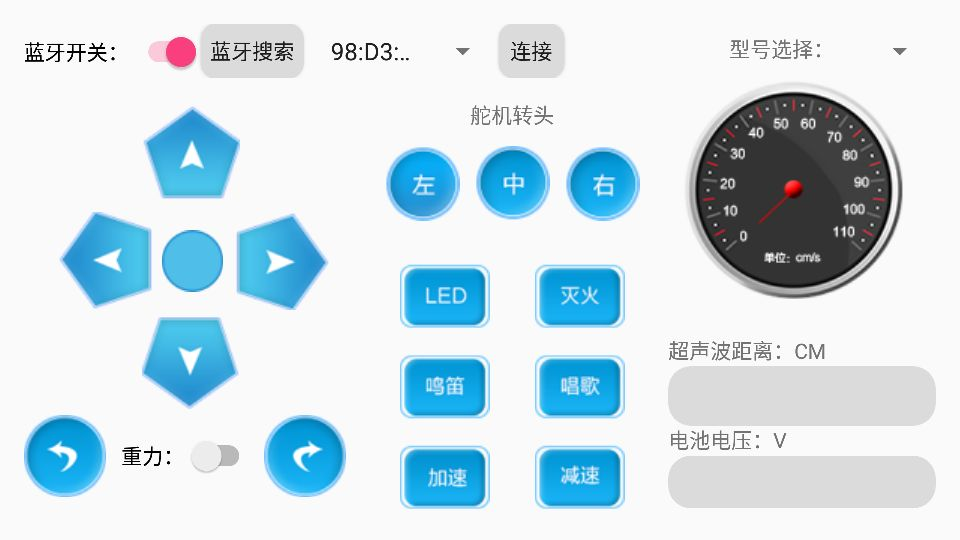 蓝牙开关：
蓝牙搜索
98:D3:...
连接
型号选择：
舵机转头
左
中
右
0
10
20
30
40
50
60
70
80
90
100
110
单位：cm/s
LED
灭火
鸣笛
唱歌
加速
减速
重力：
超声波距离：CM
电池电压：V